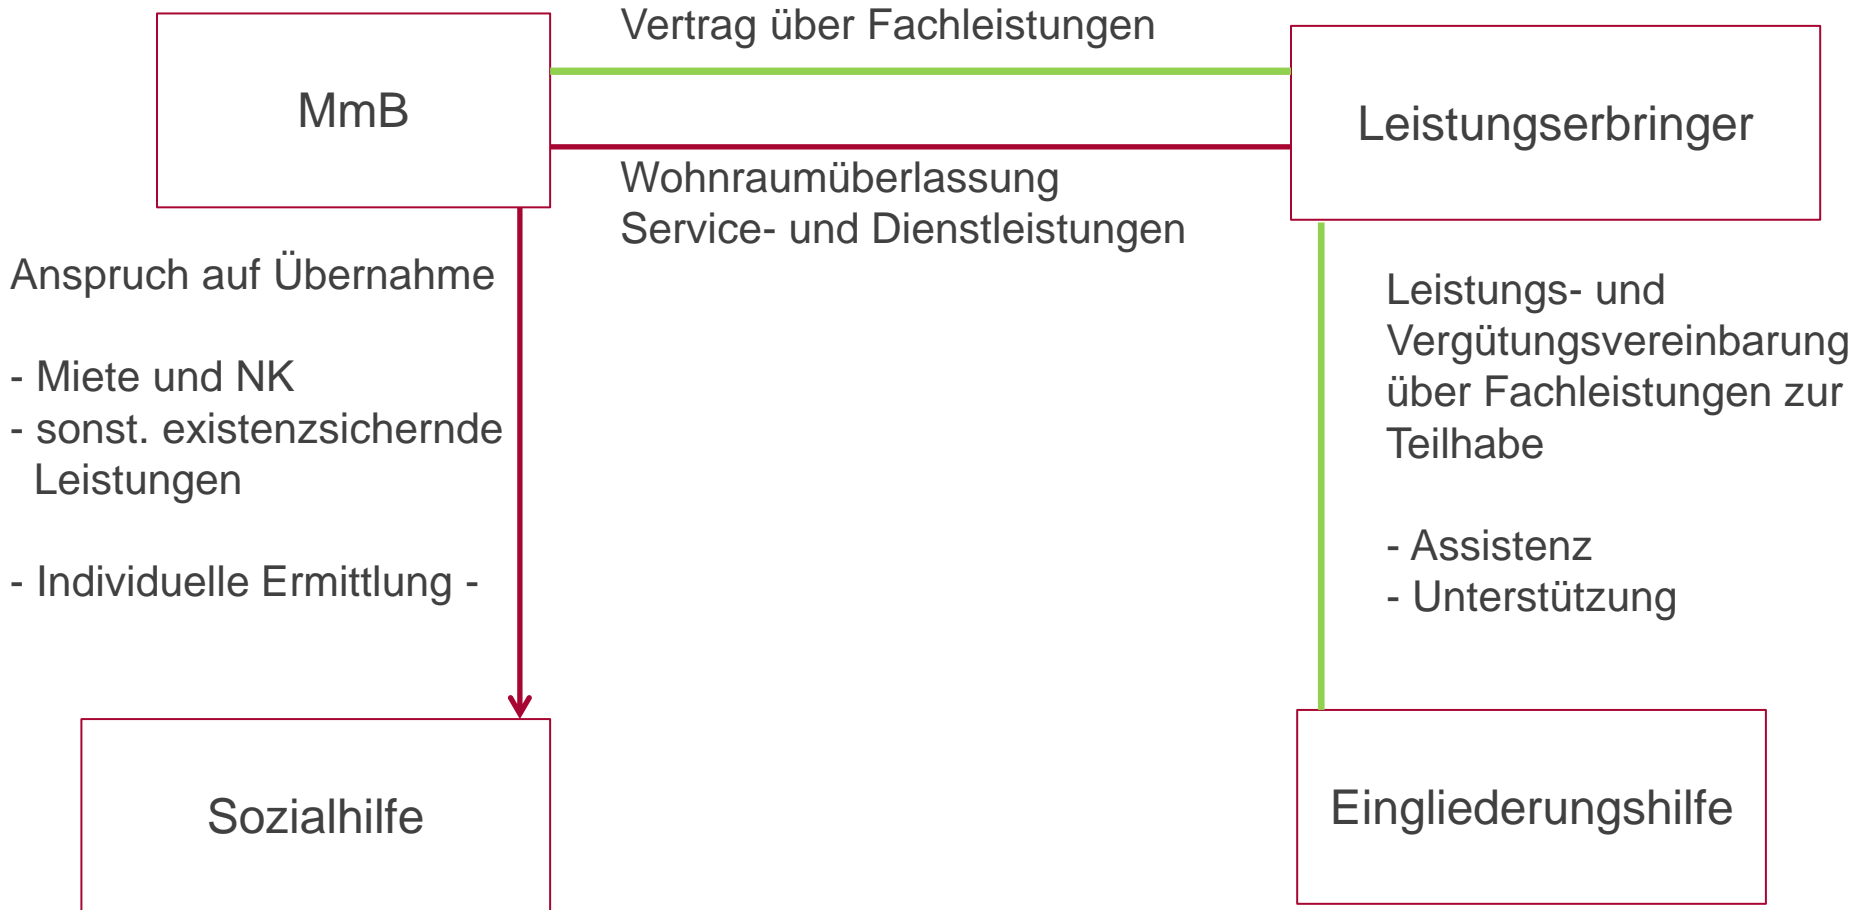 Vertrag über Fachleistungen
MmB
Leistungserbringer
Wohnraumüberlassung
Service- und Dienstleistungen
Anspruch auf Übernahme
- Miete und NK
- sonst. existenzsichernde
Leistungen
- Individuelle Ermittlung -
Leistungs- und
Vergütungsvereinbarung
über Fachleistungen zur
Teilhabe
- Assistenz
- Unterstützung
Sozialhilfe
Eingliederungshilfe